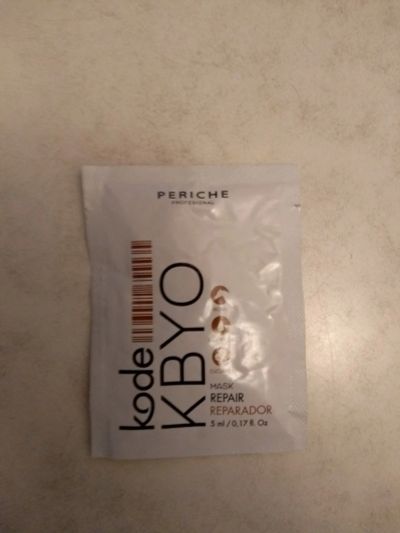 PERICHE
PROFESIONAL
kode
KBYO
MASK
REPAIR
REPARADOR
5 ml / 0,17 fl. Oz